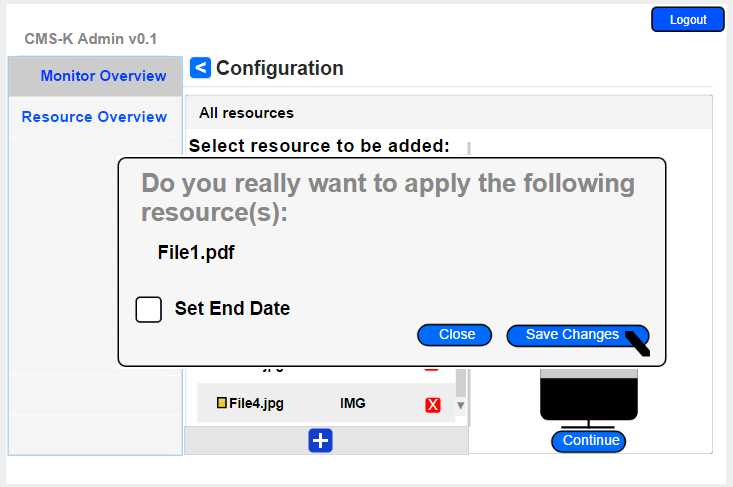 Logout
CMS-K Admin v0.1
Monitor Overview
< Configuration
Resource Overview
All resources
Select resource to be added:
Do you really want to apply the following
resource(s):
File1.pdf
Set End Date
Close
Save Changes
File4.jpg IMG X
+
Continue